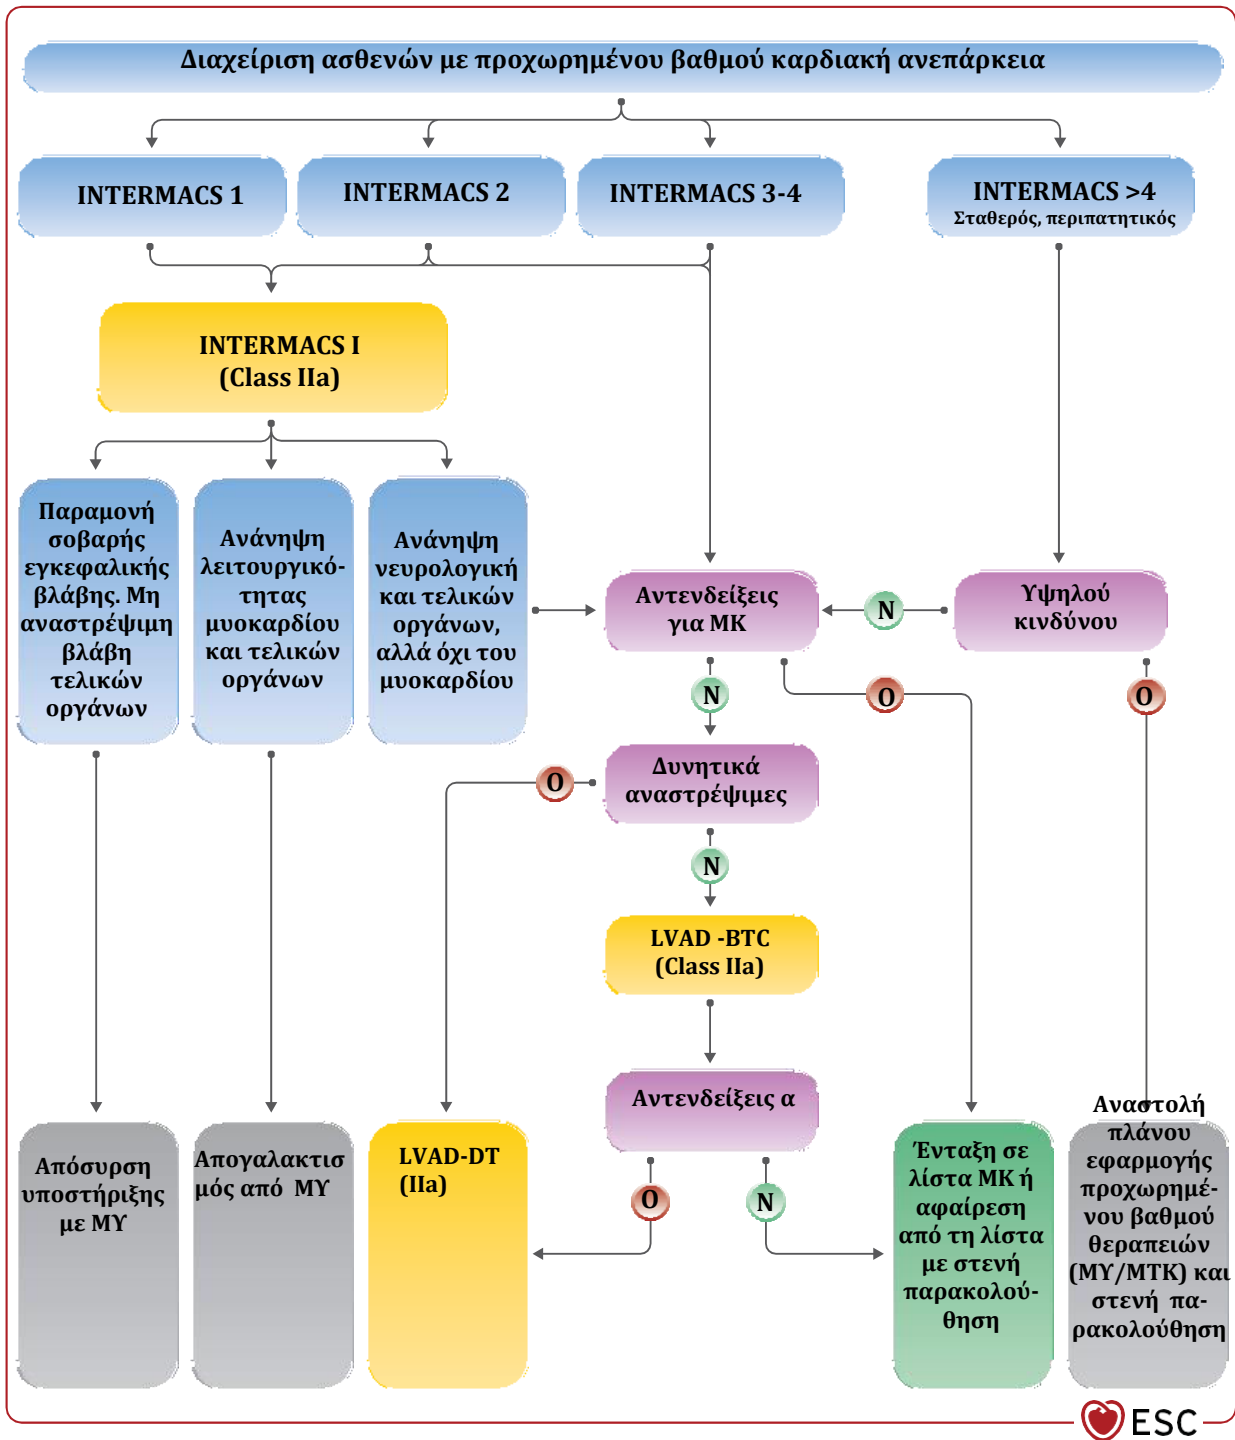 Διαχείριση ασθενών με προχωρημένου βαθμού καρδιακή ανεπάρκεια
INTERMACS 1
INTERMACS 2
INTERMACS 3-4
INTERMACS >4
Σταθερός, περιπατητικός
INTERMACS I
(Class IIa)
Παραμονή
σοβαρής
εγκεφαλικής
βλάβης. Μη
αναστρέψιμη
βλάβη
τελικών
οργάνων
Ανάνηψη
λειτουργικό-
τητας
μυοκαρδίου
και τελικών
οργάνων
Ανάνηψη
νευρολογική
και τελικών
οργάνων,
αλλά όχι του
μυοκαρδίου
Αντενδείξεις
για ΜΚ
N
Υψηλού
κινδύνου
N
O
O
Δυνητικά
αναστρέψιμες
O
N
LVAD -BTC
(Class IIa)
Αντενδείξεις α
O
N
Απόσυρση
υποστήριξης
με ΜΥ
Απογαλακτισ
μός από ΜΥ
LVAD-DT
(IIa)
Ένταξη σε
λίστα ΜΚ ή
αφαίρεση
από τη λίστα
με στενή
παρακολού-
θηση
Αναστολή
πλάνου
εφαρμογής
προχωρημέ-
νου βαθμού
θεραπειών
(ΜΥ/ΜΤΚ) και
στενή πα-
ρακολούθηση
ESC